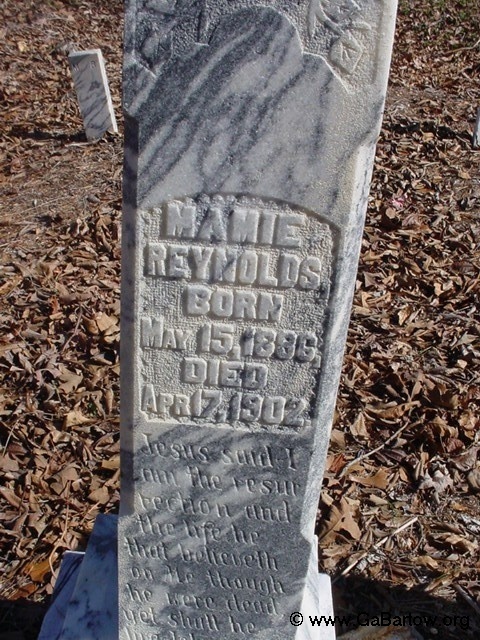 MAMIE
REYNOLDS,
BORN
MAY 15, 1886,
DIED
APR 17, 1902.
Jesus said I
am the resur
rection and
the life he
that believeth
on Me though
he were dead
yet shall he
© www.GaBarlow.org